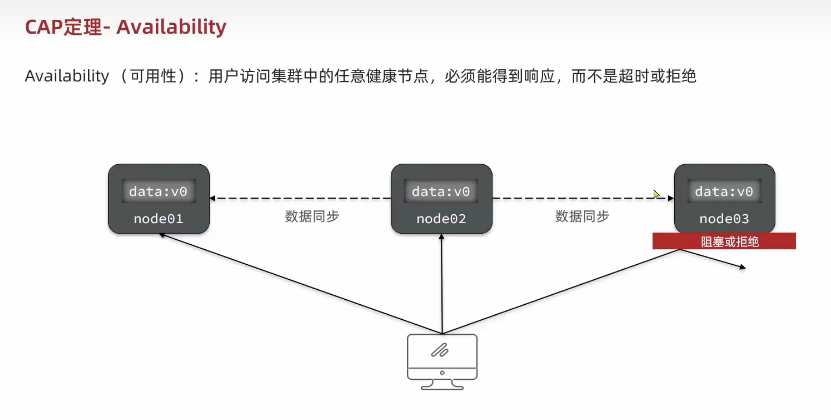 CAP定理- Availability
Availability （可用性）：用户访问集群中的任意健康节点，必须能得到响应，而不是超时或拒绝
data:v0
node01
数据同步
data:v0
node02
数据同步
data:v0
node03
阻塞或拒绝